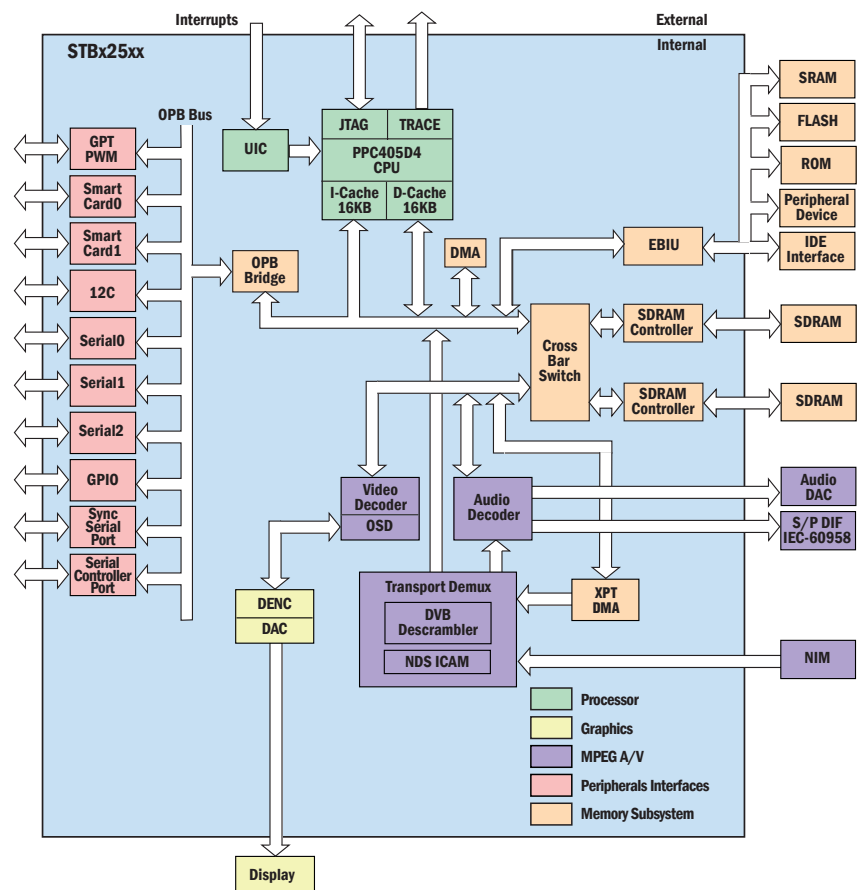 Interrupts
External
Internal
STBx25xx
OPB Bus
GPT
PWM
Smart
Card0
Smart
Card1
12C
Serial0
Serial1
Serial2
GPIO
Sync
Serial
Port
Serial
Controller
Port
UIC
JTAG
TRACE
PPC405D4
CPU
I-Cache
16KB
D-Cache
16KB
OPB
Bridge
DMA
EBIU
SRAM
FLASH
ROM
Peripheral
Device
IDE
Interface
Cross
Bar
Switch
SDRAM
Controller
SDRAM
SDRAM
Controller
SDRAM
Video
Decoder
OSD
Audio
Decoder
Audio
DAC
S/P DIF
IEC-60958
DENC
DAC
Transport Demux
DVB
Descrambler
NDS ICAM
XPT
DMA
NIM
Processor
Graphics
MPEG A/V
Peripherals Interfaces
Memory Subsystem
Display